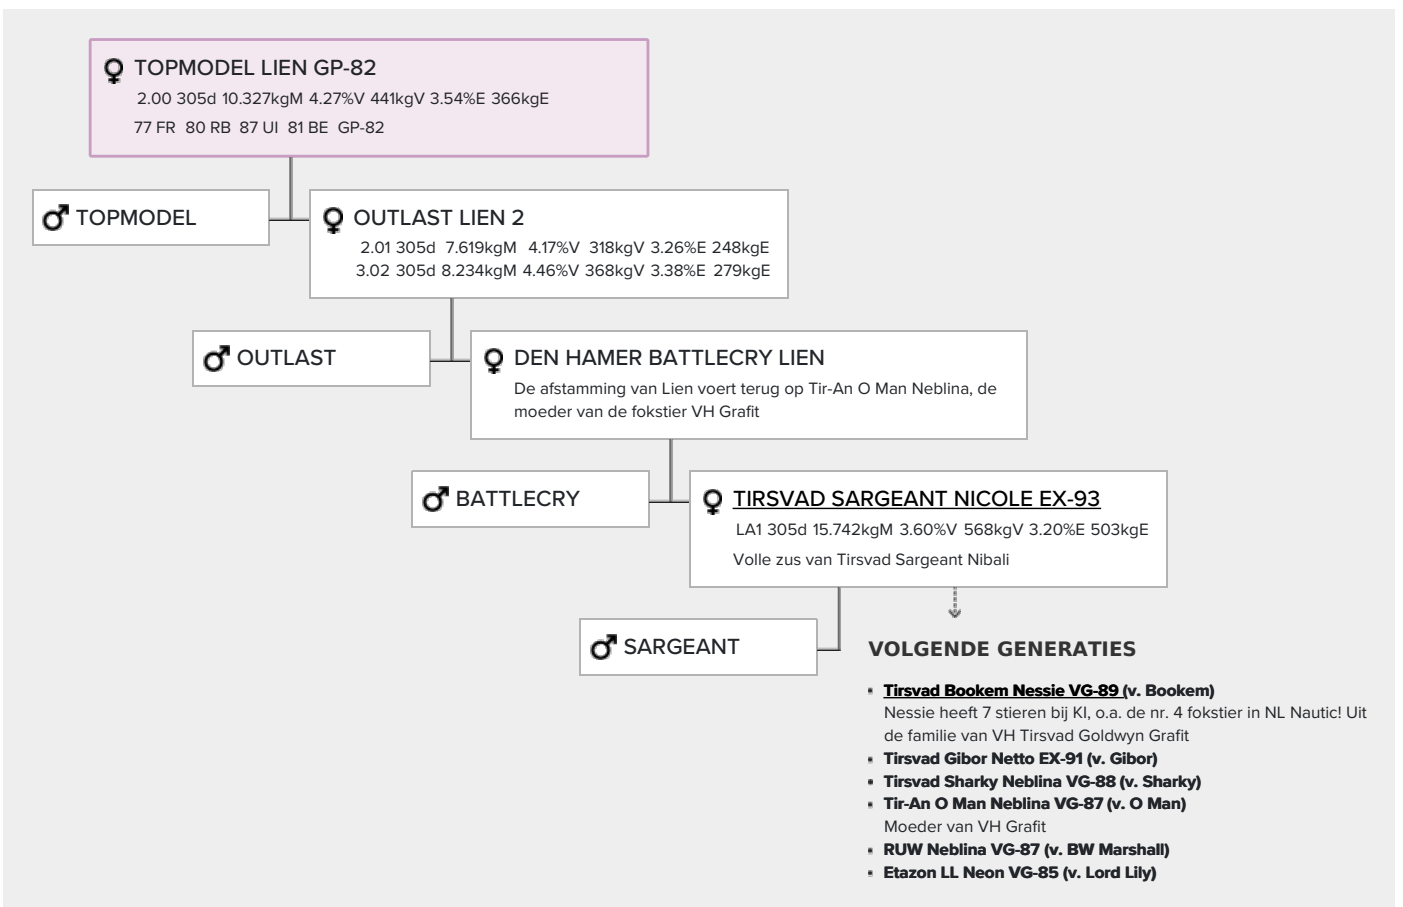 TOPMODEL LIEN GP-82
2.00 305d 10.327kgM 4.27%V 441kgV 3.54%E 366kgE
77 FR 80 RB 87 UI 81 BE GP-82
TOPMODEL
OUTLAST LIEN 2
2.01 305d 7.619kgM 4.17%V 318kgV 3.26%E 248kgE
3.02 305d 8.234kgM 4.46%V 368kgV 3.38%E 279kgE
OUTLAST
DEN HAMER BATTLECRY LIEN
De afstamming van Lien voert terug op Tir-An O Man Neblina, de
moeder van de fokstier VH Grafit
BATTLECRY
TIRSVAD SARGEANT NICOLE EX-93
LA1 305d 15.742kgM 3.60%V 568kgV 3.20%E 503kgE
Volle zus van Tirsvad Sargeant Nibali
SARGEANT
VOLGENDE GENERATIES
▪ Tirsvad Bookem Nessie VG-89 (v. Bookem)
Nessie heeft 7 stieren bij KI, o.a. de nr. 4 fokstier in NL Nautic! Uit
de familie van VH Tirsvad Goldwyn Grafit
▪ Tirsvad Gibor Netto EX-91 (v. Gibor)
▪ Tirsvad Sharky Neblina VG-88 (v. Sharky)
▪ Tir-An O Man Neblina VG-87 (v. O Man)
Moeder van VH Grafit
▪ RUW Neblina VG-87 (v. BW Marshall)
▪ Etazon LL Neon VG-85 (v. Lord Lily)